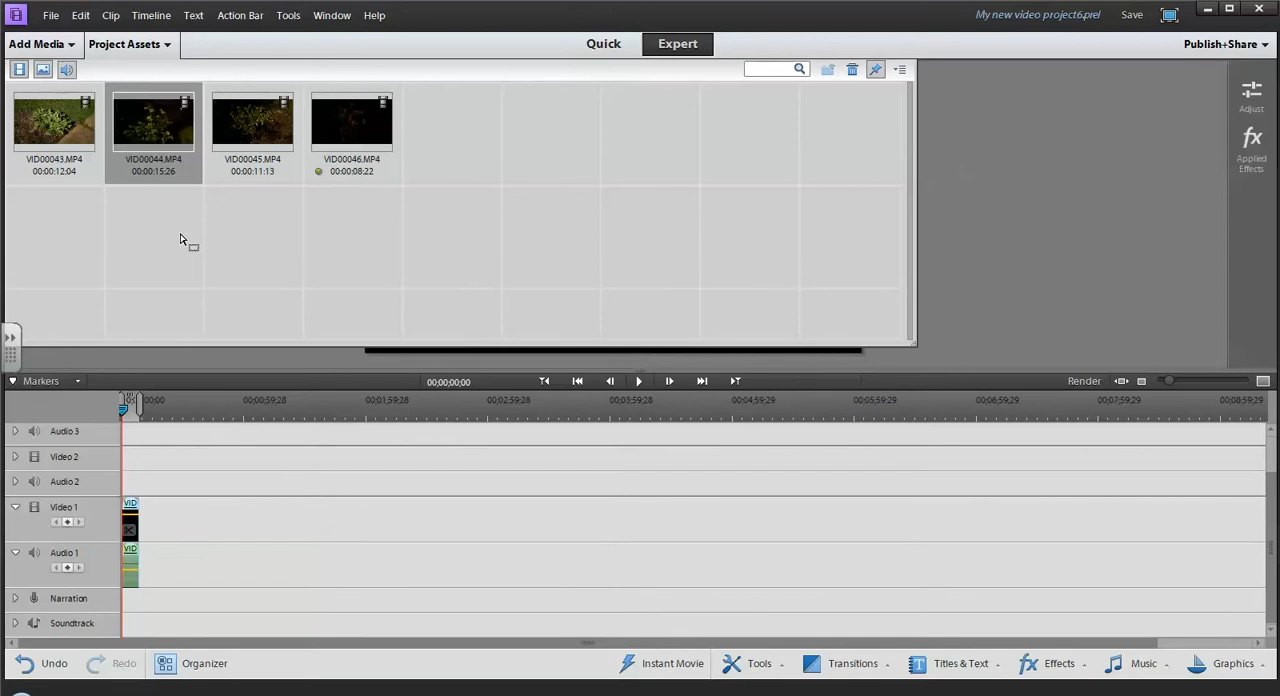 File Edit Clip Timeline Text Action Bar Tools Window Help My new video project6.prel Save
Add Media Project Assets Quick Expert Publish+Share
VID00043.MP4 VID00044.MP4 VID00045.MP4 VID00046.MP4
00:00:12:04 00:00:15:26 00:00:11:13 00:00:08:22
Adjust
fx
Applied
Effects
Markers 00;00;00;00 Render
00;00 00;00;59;28 00;01;59;28 00;02;59;28 00;03;59;28 00;04;59;29 00;05;59;29 00;06;59;29 00;07;59;29 00;08;59;29
Audio 3
Video 2
Audio 2
Video 1 VID
Audio 1 VID
Narration
Soundtrack
Undo Redo Organizer Instant Movie Tools Transitions T Titles & Text fx Effects Music Graphics